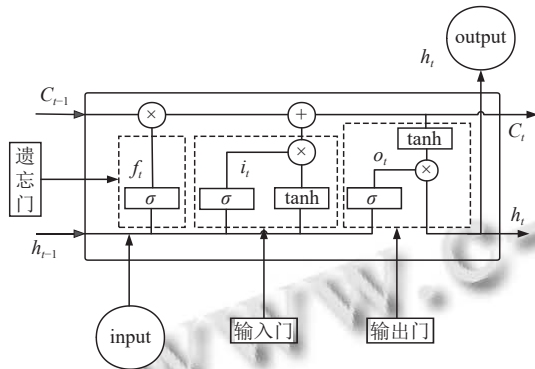 output
h_t
C_{t-1}
×
+
C_t
遗忘门
f_t
i_t
×
o_t
tanh
×
σ
σ
tanh
σ
h_{t-1}
h_t
input
输入门
输出门
www.c-